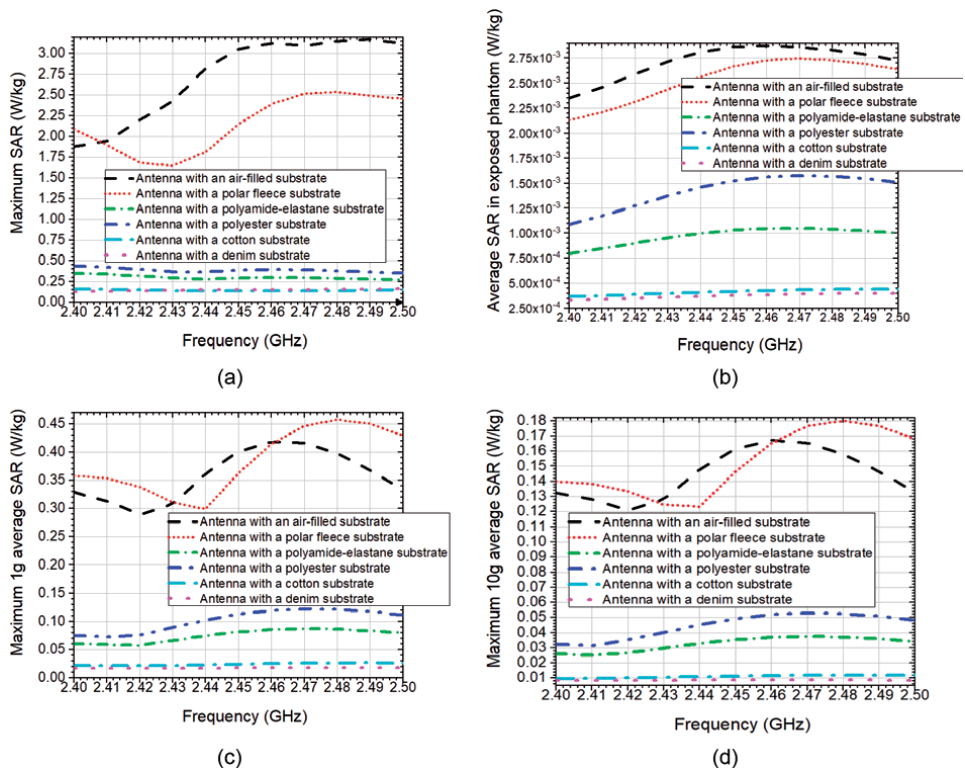 (a)
Maximum SAR (W/kg)
3.00
2.75
2.50
2.25
2.00
1.75
1.50
1.25
1.00
0.75
0.50
0.25
0.00
Antenna with an air-filled substrate
Antenna with a polar fleece substrate
Antenna with a polyamide-elastane substrate
Antenna with a polyester substrate
Antenna with a cotton substrate
Antenna with a denim substrate
2.40 2.41 2.42 2.43 2.44 2.45 2.46 2.47 2.48 2.49 2.50
Frequency (GHz)
Average SAR in exposed phantom (W/kg)
2.75x10⁻³
2.50x10⁻³
2.25x10⁻³
2.00x10⁻³
1.75x10⁻³
1.50x10⁻³
1.25x10⁻³
1.00x10⁻³
7.50x10⁻⁴
5.00x10⁻⁴
2.50x10⁻⁴
Antenna with an air-filled substrate
Antenna with a polar fleece substrate
Antenna with a polyamide-elastane substrate
Antenna with a polyester substrate
Antenna with a cotton substrate
Antenna with a denim substrate
2.40 2.41 2.42 2.43 2.44 2.45 2.46 2.47 2.48 2.49 2.50
Frequency (GHz)
(b)
Maximum 1g average SAR (W/kg)
0.45
0.40
0.35
0.30
0.25
0.20
0.15
0.10
0.05
0.00
Antenna with an air-filled substrate
Antenna with a polar fleece substrate
Antenna with a polyamide-elastane substrate
Antenna with a polyester substrate
Antenna with a cotton substrate
Antenna with a denim substrate
2.40 2.41 2.42 2.43 2.44 2.45 2.46 2.47 2.48 2.49 2.50
Frequency (GHz)
(c)
Maximum 10g average SAR (W/kg)
0.18
0.17
0.16
0.15
0.14
0.13
0.12
0.11
0.10
0.09
0.08
0.07
0.06
0.05
0.04
0.03
0.02
0.01
Antenna with an air-filled substrate
Antenna with a polar fleece substrate
Antenna with a polyamide-elastane substrate
Antenna with a polyester substrate
Antenna with a cotton substrate
Antenna with a denim substrate
2.40 2.41 2.42 2.43 2.44 2.45 2.46 2.47 2.48 2.49 2.50
Frequency (GHz)
(d)